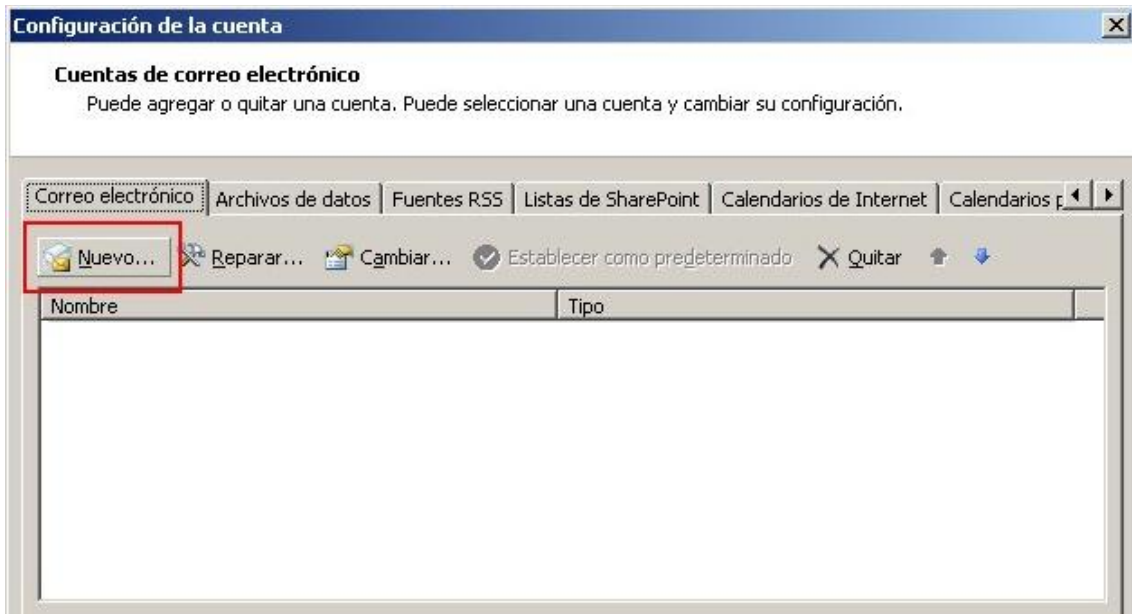 Configuración de la cuenta
Cuentas de correo electrónico
Puede agregar o quitar una cuenta. Puede seleccionar una cuenta y cambiar su configuración.
Correo electrónico Archivos de datos Fuentes RSS Listas de SharePoint Calendarios de Internet Calendarios
Nuevo... Reparar... Cambiar... Establecer como predeterminado Quitar
Nombre Tipo